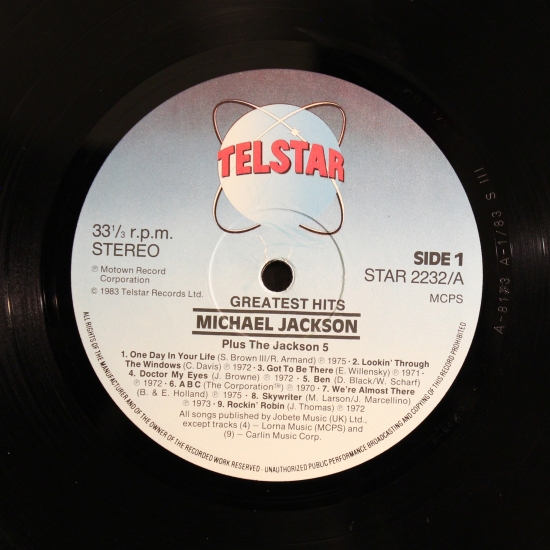 TELSTAR
33⅓ r.p.m.
STEREO
Ⓟ Motown Record
Corporation
© 1983 Telstar Records Ltd.
SIDE 1
STAR 2232/A
MCPS
GREATEST HITS
MICHAEL JACKSON
Plus The Jackson 5
1. One Day In Your Life (S. Brown III/R. Armand) Ⓟ 1975 · 2. Lookin' Through
The Windows (C. Davis) Ⓟ 1972 · 3. Got To Be There (E. Willensky) Ⓟ 1971 ·
4. Doctor My Eyes (J. Browne) Ⓟ 1972 · 5. Ben (D. Black/W. Scharf)
Ⓟ 1972 · 6. A B C (The Corporation™) Ⓟ 1970 · 7. We're Almost There
(B. & E. Holland) Ⓟ 1975 · 8. Skywriter (M. Larson/J. Marcellino)
Ⓟ 1973 · 9. Rockin' Robin (J. Thomas) Ⓟ 1972
All songs published by Jobete Music (UK) Ltd.,
except tracks (4) – Lorna Music (MCPS) and
(9) – Carlin Music Corp.
ALL RIGHTS OF THE MANUFACTURER AND OF THE OWNER OF THE RECORDED WORK RESERVED · UNAUTHORIZED PUBLIC PERFORMANCE BROADCASTING AND COPYING OF THIS RECORD PROHIBITED